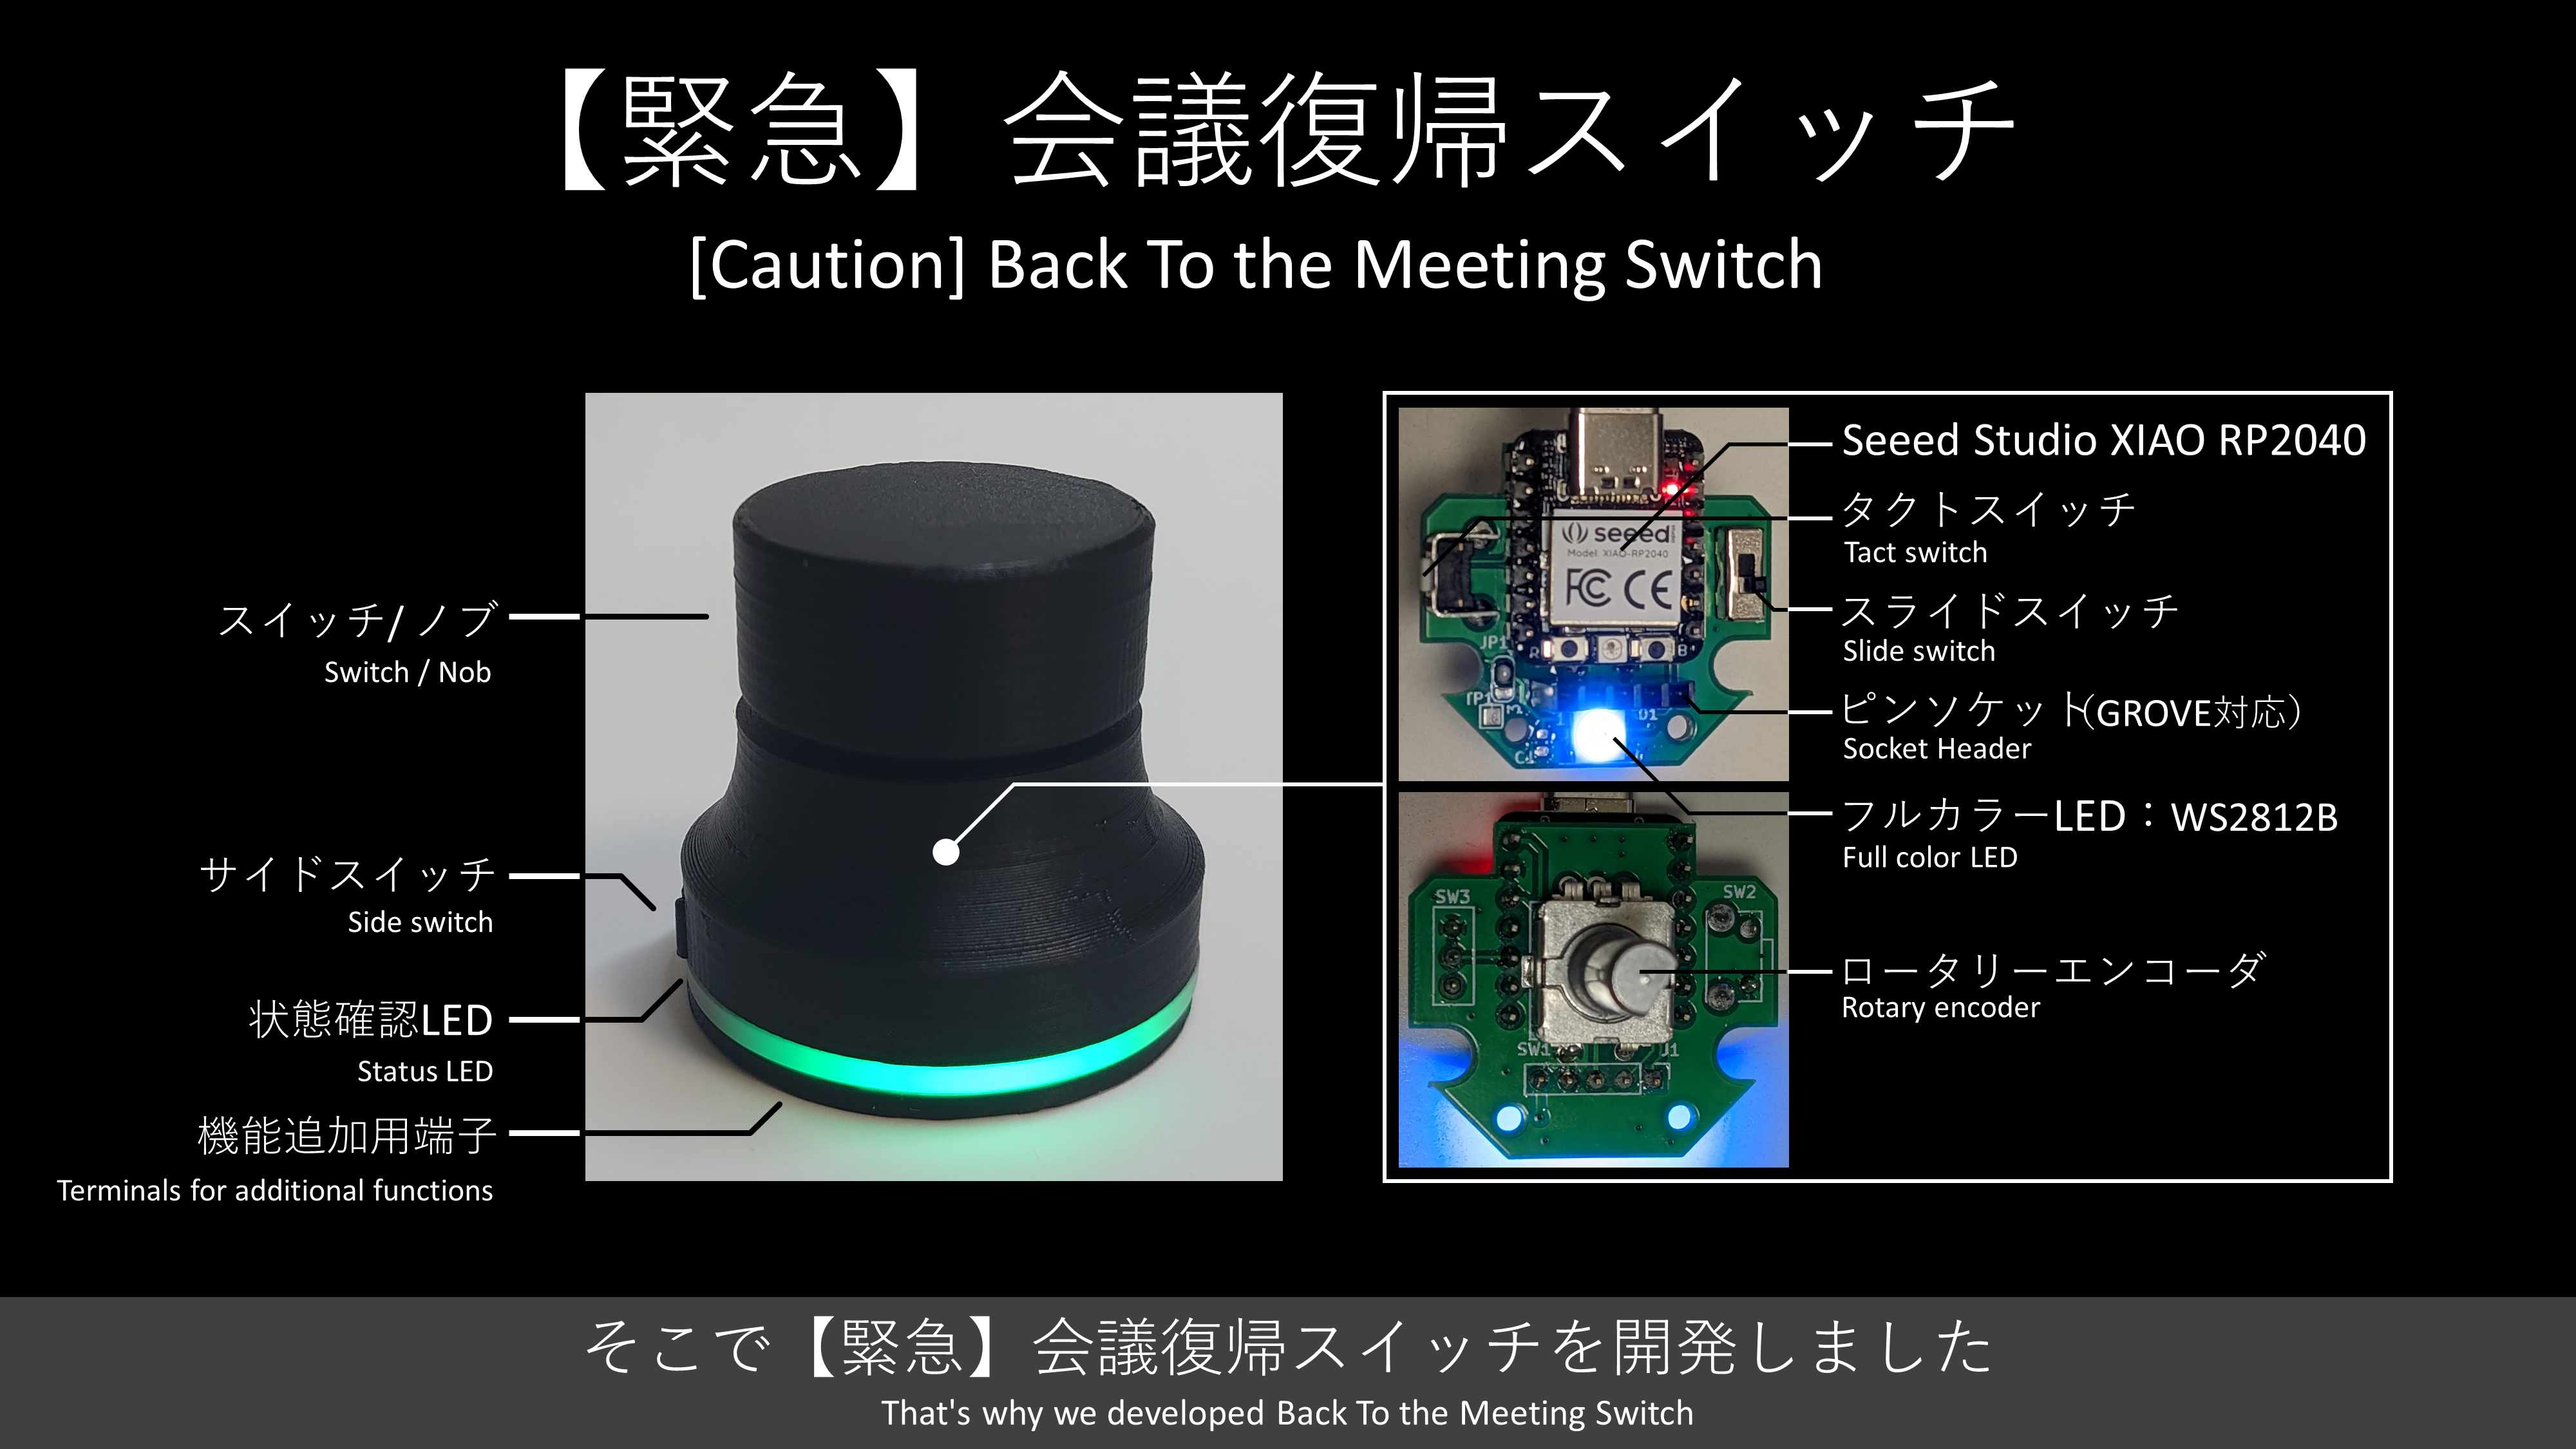 【緊急】会議復帰スイッチ
[Caution] Back To the Meeting Switch
スイッチ/ノブ
Switch / Nob
サイドスイッチ
Side switch
状態確認LED
Status LED
機能追加用端子
Terminals for additional functions
seeed
Model: XIAO-RP2040
FC CE
R
B
JP1
TP1
D1
SW3
SW2
SW1
J1
Seeed Studio XIAO RP2040
タクトスイッチ
Tact switch
スライドスイッチ
Slide switch
ピンソケット(GROVE対応)
Socket Header
フルカラーLED：WS2812B
Full color LED
ロータリーエンコーダ
Rotary encoder
そこで【緊急】会議復帰スイッチを開発しました
That's why we developed Back To the Meeting Switch